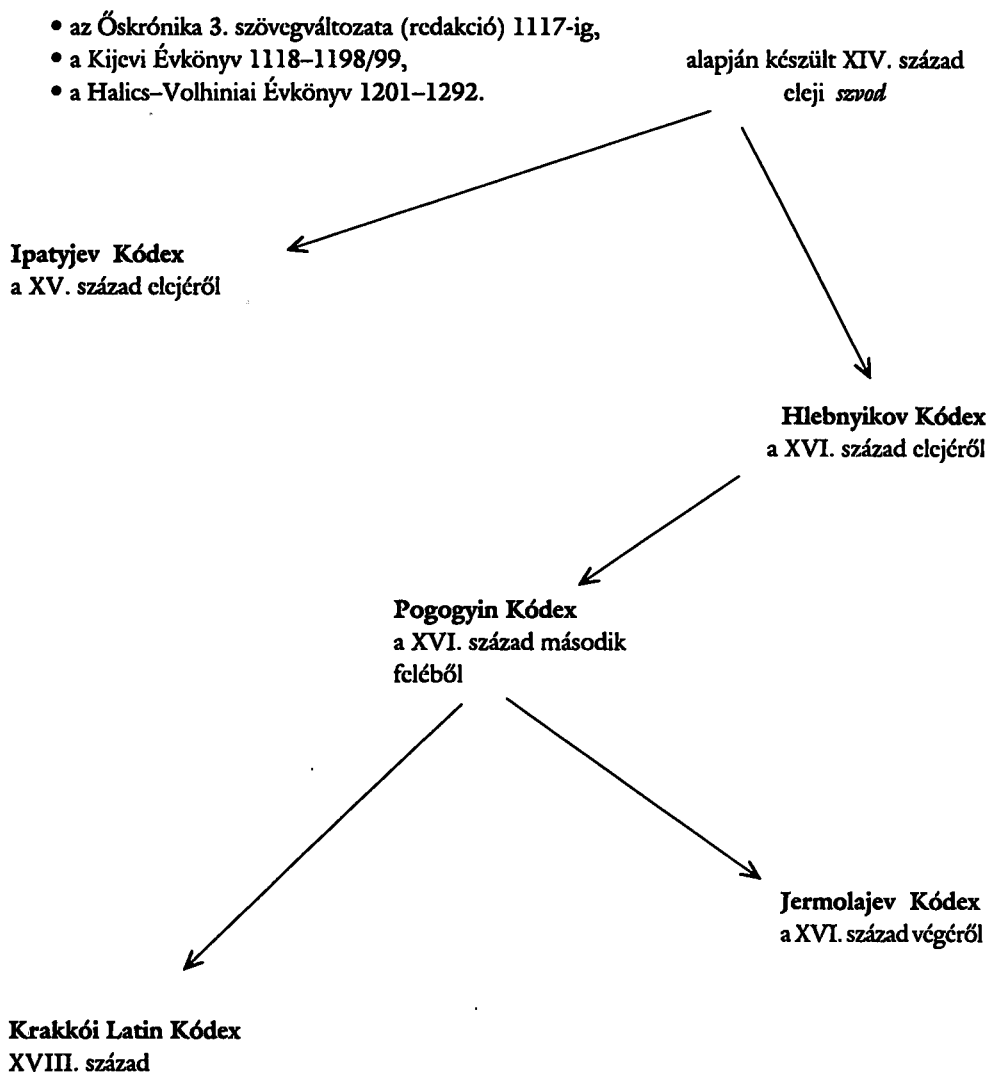 • az Őskrónika 3. szövegváltozata (redakció) 1117-ig,
• a Kijevi Évkönyv 1118–1198/99,
• a Halics–Volhiniai Évkönyv 1201–1292.
alapján készült XIV. század
eleji szvod
Ipatyjev Kódex
a XV. század elejéről
Hlebnyikov Kódex
a XVI. század elejéről
Pogogyin Kódex
a XVI. század második
feléből
Jermolajev Kódex
a XVI. század végéről
Krakkói Latin Kódex
XVIII. század